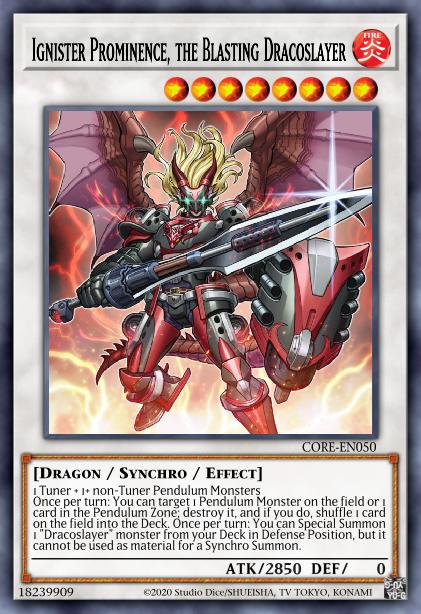 IGNISTER PROMINENCE, THE BLASTING DRACOSLAYER
FIRE
炎
CORE-EN050
[DRAGON / SYNCHRO / EFFECT]
1 Tuner + 1+ non-Tuner Pendulum Monsters
Once per turn: You can target 1 Pendulum Monster on the field or 1
card in the Pendulum Zone; destroy it, and if you do, shuffle 1 card
on the field into the Deck. Once per turn: You can Special Summon
1 "Dracoslayer" monster from your Deck in Defense Position, but it
cannot be used as material for a Synchro Summon.
ATK/2850 DEF/ 0
18239909
©2020 Studio Dice/SHUEISHA, TV TOKYO, KONAMI